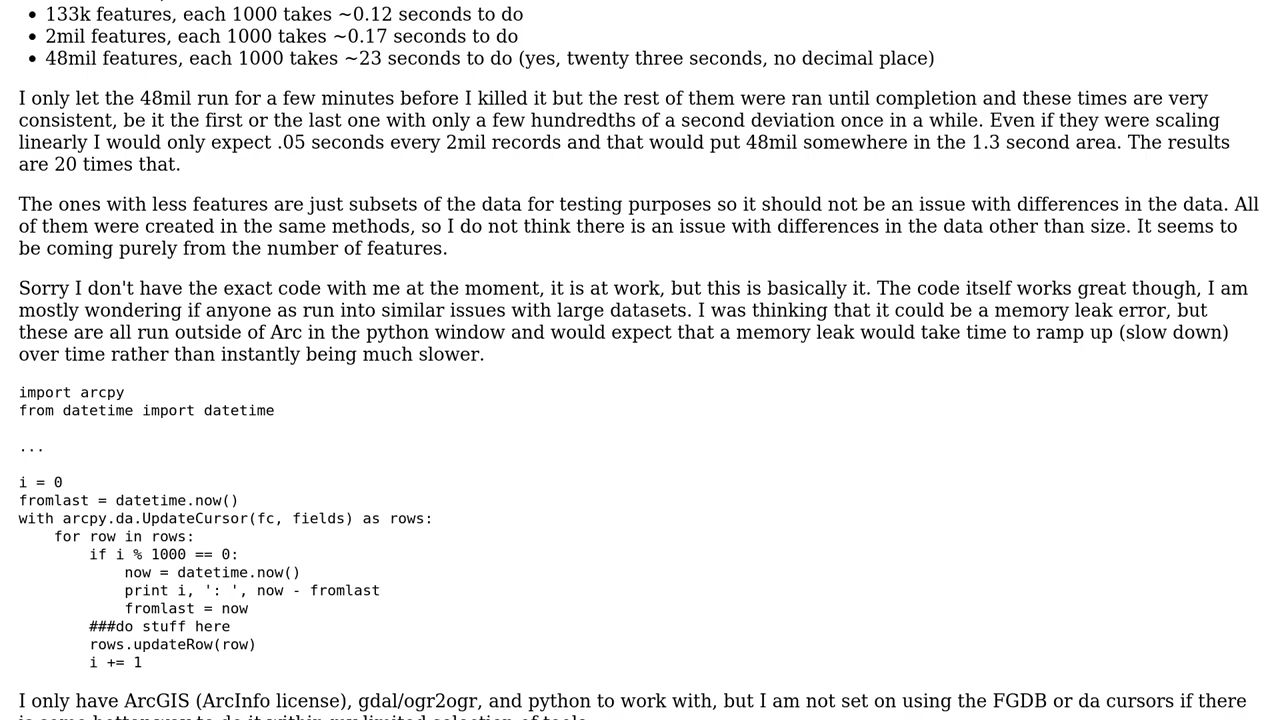 • 133k features, each 1000 takes ~0.12 seconds to do
• 2mil features, each 1000 takes ~0.17 seconds to do
• 48mil features, each 1000 takes ~23 seconds to do (yes, twenty three seconds, no decimal place)
I only let the 48mil run for a few minutes before I killed it but the rest of them were ran until completion and these times are very
consistent, be it the first or the last one with only a few hundredths of a second deviation once in a while. Even if they were scaling
linearly I would only expect .05 seconds every 2mil records and that would put 48mil somewhere in the 1.3 second area. The results
are 20 times that.
The ones with less features are just subsets of the data for testing purposes so it should not be an issue with differences in the data. All
of them were created in the same methods, so I do not think there is an issue with differences in the data other than size. It seems to
be coming purely from the number of features.
Sorry I don't have the exact code with me at the moment, it is at work, but this is basically it. The code itself works great though, I am
mostly wondering if anyone as run into similar issues with large datasets. I was thinking that it could be a memory leak error, but
these are all run outside of Arc in the python window and would expect that a memory leak would take time to ramp up (slow down)
over time rather than instantly being much slower.
import arcpy
from datetime import datetime
...
i = 0
fromlast = datetime.now()
with arcpy.da.UpdateCursor(fc, fields) as rows:
    for row in rows:
        if i % 1000 == 0:
            now = datetime.now()
            print i, ': ', now - fromlast
            fromlast = now
        ###do stuff here
        rows.updateRow(row)
        i += 1
I only have ArcGIS (ArcInfo license), gdal/ogr2ogr, and python to work with, but I am not set on using the FGDB or da cursors if there
is some better way to do it within my limited selection of tools.